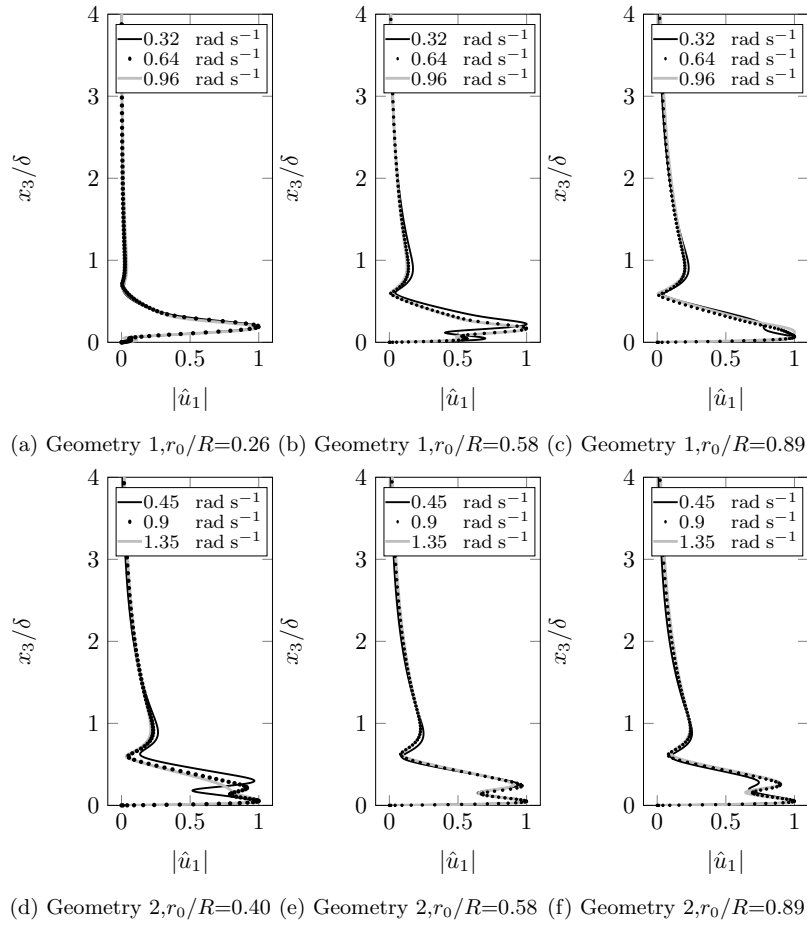 4
3
2
1
0
0 0.5 1
x₃/δ
|û₁|
0.32 rad s⁻¹
0.64 rad s⁻¹
0.96 rad s⁻¹
4
3
2
1
0
0 0.5 1
x₃/δ
|û₁|
0.32 rad s⁻¹
0.64 rad s⁻¹
0.96 rad s⁻¹
4
3
2
1
0
0 0.5 1
x₃/δ
|û₁|
0.32 rad s⁻¹
0.64 rad s⁻¹
0.96 rad s⁻¹
(a) Geometry 1,r₀/R=0.26 (b) Geometry 1,r₀/R=0.58 (c) Geometry 1,r₀/R=0.89
4
3
2
1
0
0 0.5 1
x₃/δ
|û₁|
0.45 rad s⁻¹
0.9 rad s⁻¹
1.35 rad s⁻¹
4
3
2
1
0
0 0.5 1
x₃/δ
|û₁|
0.45 rad s⁻¹
0.9 rad s⁻¹
1.35 rad s⁻¹
4
3
2
1
0
0 0.5 1
x₃/δ
|û₁|
0.45 rad s⁻¹
0.9 rad s⁻¹
1.35 rad s⁻¹
(d) Geometry 2,r₀/R=0.40 (e) Geometry 2,r₀/R=0.58 (f) Geometry 2,r₀/R=0.89